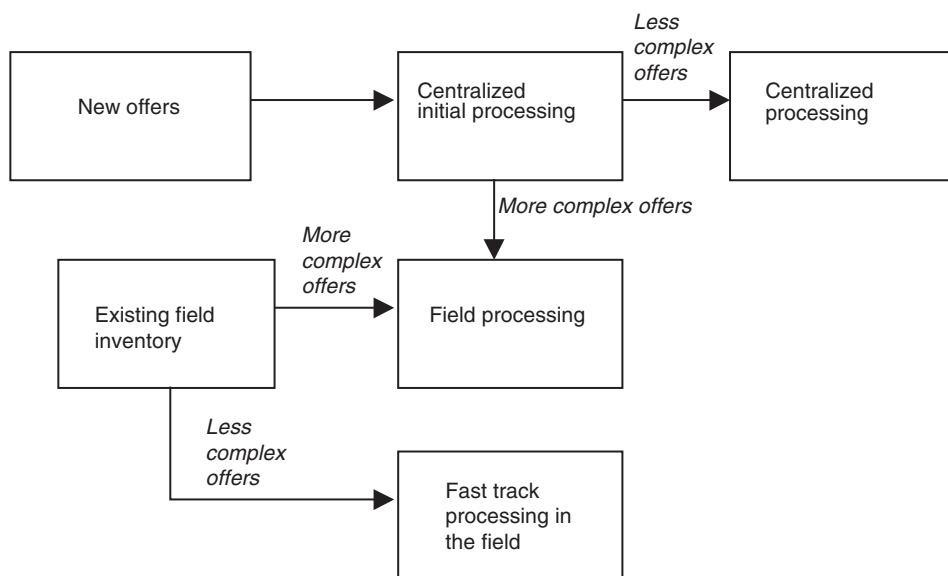 New offers
Centralized
initial processing
Less
complex
offers
Centralized
processing
More complex offers
Existing field
inventory
More
complex
offers
Field processing
Less
complex
offers
Fast track
processing in
the field